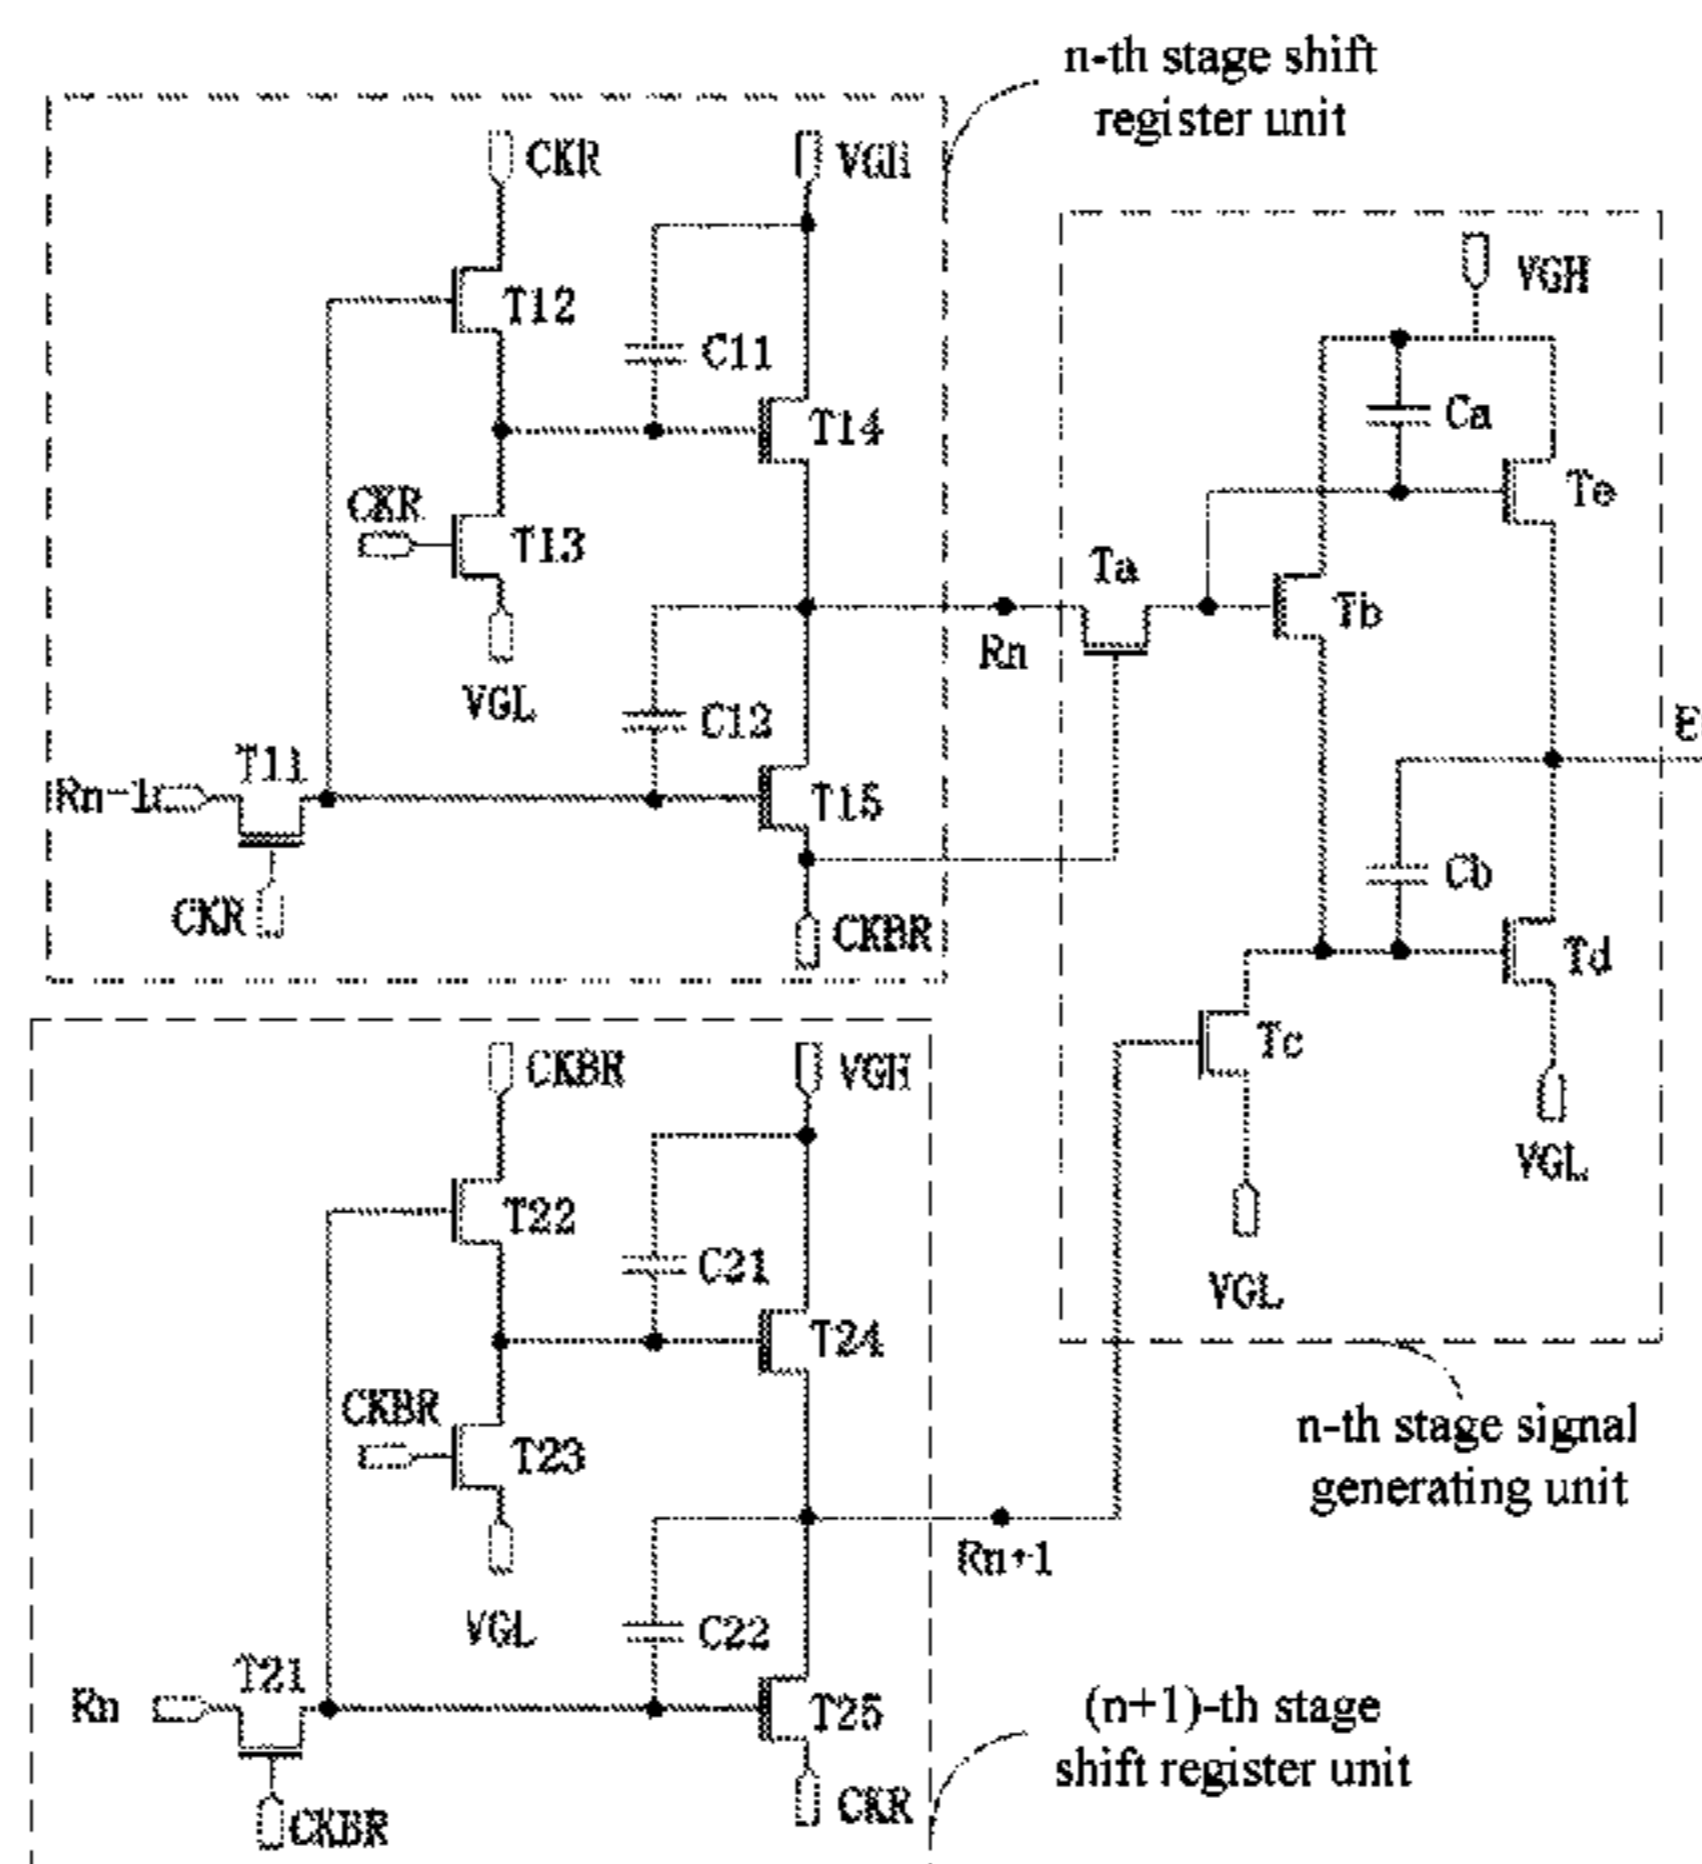 n-th stage shift
register unit
CKR
VGH
T12
C11
T14
CKR
T13
VGL
Rn
C12
T11
Rn-1
T15
CKR
CKBR
VGH
Ca
Te
Ta
Tb
Cb
Td
Tc
VGL
VGL
CKBR
VGH
T22
C21
T24
CKBR
T23
n-th stage signal
generating unit
Rn+1
VGL
C22
T21
Rn
T25
(n+1)-th stage
shift register unit
CKR
CKBR